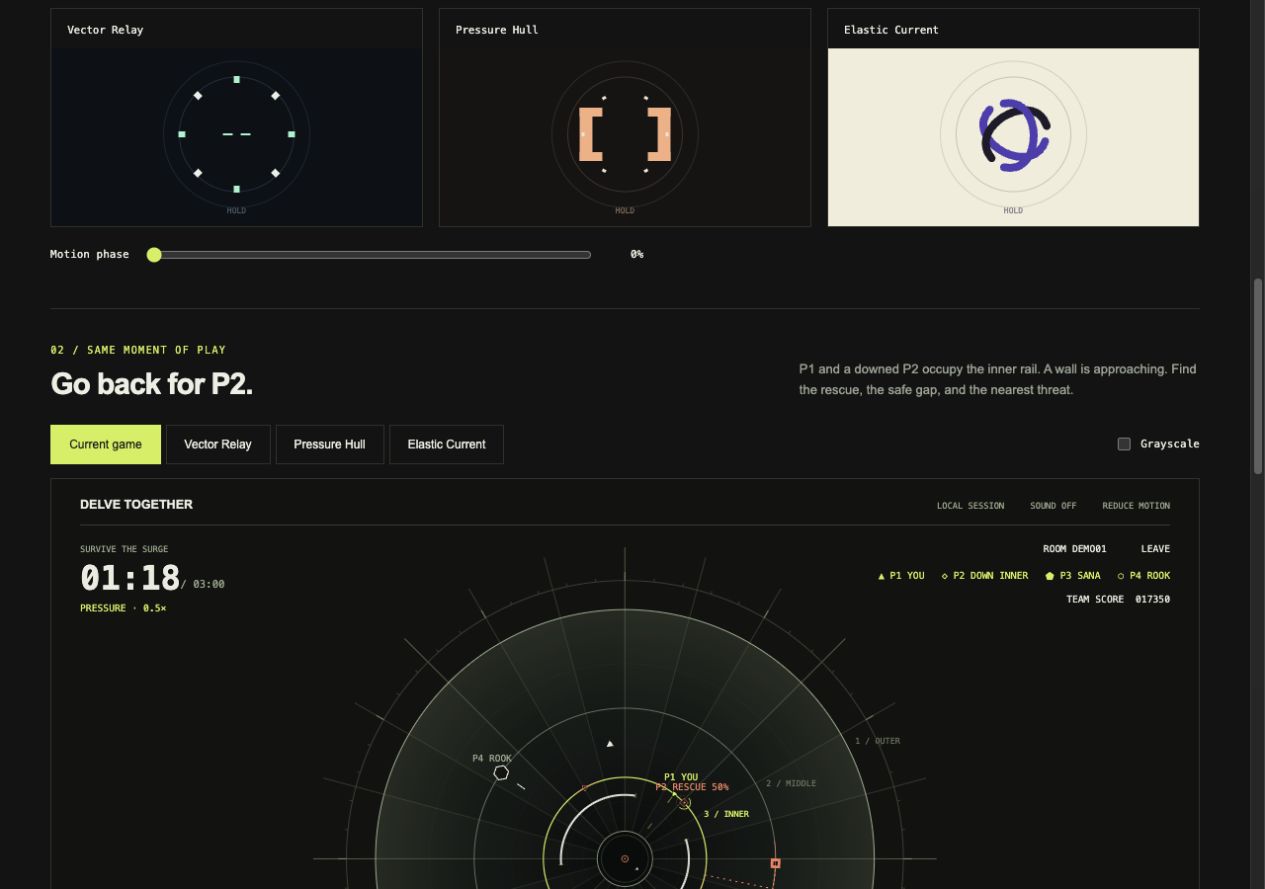 Vector Relay
Pressure Hull
Elastic Current
HOLD
HOLD
HOLD
Motion phase
0%
02 / SAME MOMENT OF PLAY
Go back for P2.
P1 and a downed P2 occupy the inner rail. A wall is approaching. Find
the rescue, the safe gap, and the nearest threat.
Current game
Vector Relay
Pressure Hull
Elastic Current
Grayscale
DELVE TOGETHER
LOCAL SESSION
SOUND OFF
REDUCE MOTION
SURVIVE THE SURGE
01:18 / 03:00
PRESSURE · 0.5×
ROOM DEMO01
LEAVE
▲ P1 YOU ◇ P2 DOWN INNER ⬟ P3 SANA ○ P4 ROOK
TEAM SCORE 017350
1 / OUTER
P4 ROOK
P1 YOU
P2 RESCUE 50%
2 / MIDDLE
3 / INNER